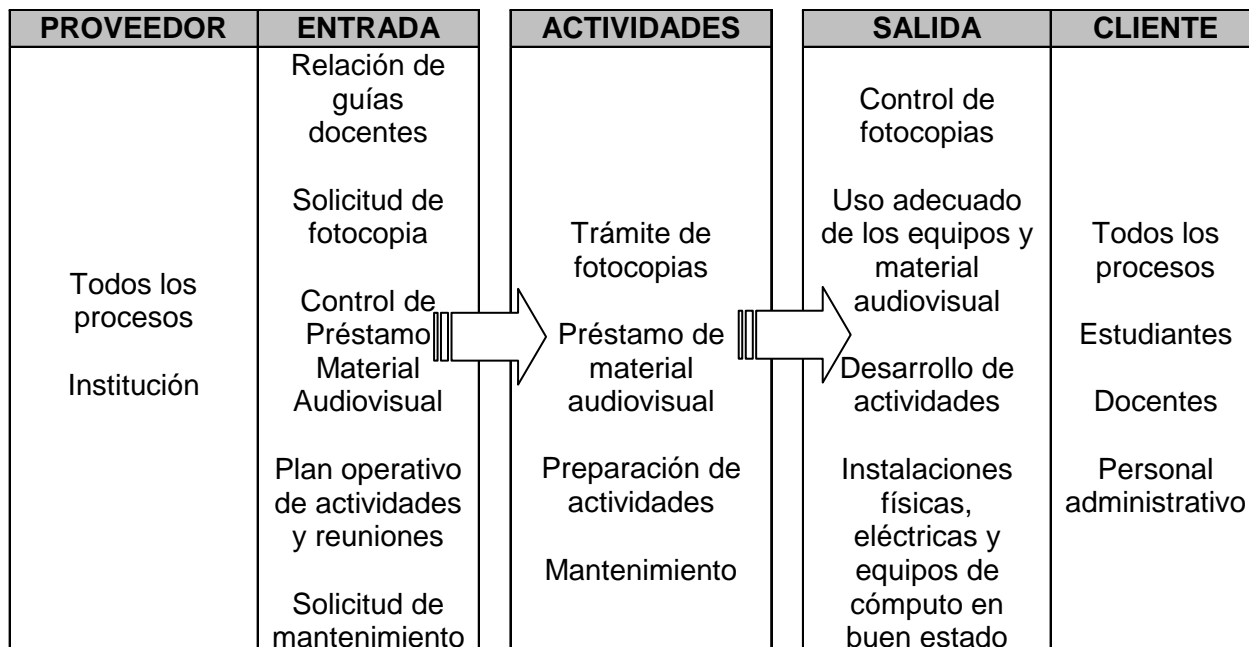 PROVEEDOR
Todos los
procesos
Institución
ENTRADA
Relación de
guías
docentes
Solicitud de
fotocopia
Control de
Préstamo
Material
Audiovisual
Plan operativo
de actividades
y reuniones
Solicitud de
mantenimiento
ACTIVIDADES
Trámite de
fotocopias
Préstamo de
material
audiovisual
Preparación de
actividades
Mantenimiento
SALIDA
Control de
fotocopias
Uso adecuado
de los equipos y
material
audiovisual
Desarrollo de
actividades
Instalaciones
físicas,
eléctricas y
equipos de
cómputo en
buen estado
CLIENTE
Todos los
procesos
Estudiantes
Docentes
Personal
administrativo